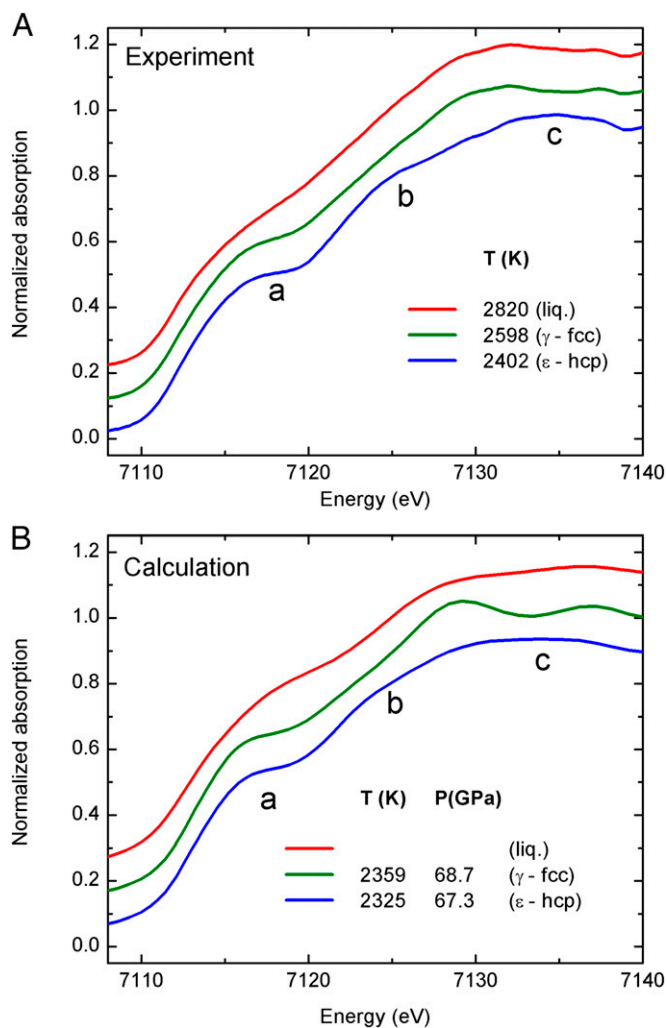 A
Experiment
Normalized absorption
1.2
1.0
0.8
0.6
0.4
0.2
0.0
a
b
c
T (K)
2820 (liq.)
2598 (γ - fcc)
2402 (ε - hcp)
7110
7120
7130
7140
Energy (eV)
B
Calculation
Normalized absorption
1.2
1.0
0.8
0.6
0.4
0.2
0.0
a
b
c
T (K) P(GPa)
(liq.)
2359 68.7 (γ - fcc)
2325 67.3 (ε - hcp)
7110
7120
7130
7140
Energy (eV)